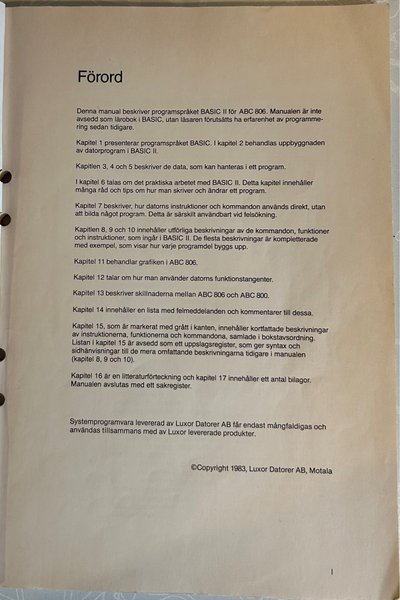 Förord
Denna manual beskriver programspråket BASIC II för ABC 806. Manualen är inte
avsedd som lärobok i BASIC, utan läsaren förutsätts ha erfarenhet av programme-
ring sedan tidigare.
Kapitel 1 presenterar programspråket BASIC. I kapitel 2 behandlas uppbyggnaden
av datorprogram i BASIC II.
Kapitlen 3, 4 och 5 beskriver de data, som kan hanteras i ett program.
I kapitel 6 talas om det praktiska arbetet med BASIC II. Detta kapitel innehåller
många råd och tips om hur man skriver och ändrar ett program.
Kapitel 7 beskriver, hur datorns instruktioner och kommandon används direkt, utan
att bilda något program. Detta är särskilt användbart vid felsökning.
Kapitlen 8, 9 och 10 innehåller utförliga beskrivningar av de kommandon, funktioner
och instruktioner, som ingår i BASIC II. De flesta beskrivningar är kompletterade
med exempel, som visar hur varje programdel byggs upp.
Kapitel 11 behandlar grafiken i ABC 806.
Kapitel 12 talar om hur man använder datorns funktionstangenter.
Kapitel 13 beskriver skillnaderna mellan ABC 806 och ABC 800.
Kapitel 14 innehåller en lista med felmeddelanden och kommentarer till dessa.
Kapitel 15, som är markerat med grått i kanten, innehåller kortfattade beskrivningar
av instruktionerna, funktionerna och kommandona, samlade i bokstavsordning.
Listan i kapitel 15 är avsedd som ett uppslagsregister, som ger syntax och
sidhänvisningar till de mera omfattande beskrivningarna tidigare i manualen
(kapitel 8, 9 och 10).
Kapitel 16 är en litteraturförteckning och kapitel 17 innehåller ett antal bilagor.
Manualen avslutas med ett sakregister.
Systemprogramvara levererad av Luxor Datorer AB får endast mångfaldigas och
användas tillsammans med av Luxor levererade produkter.
©Copyright 1983, Luxor Datorer AB, Motala
I